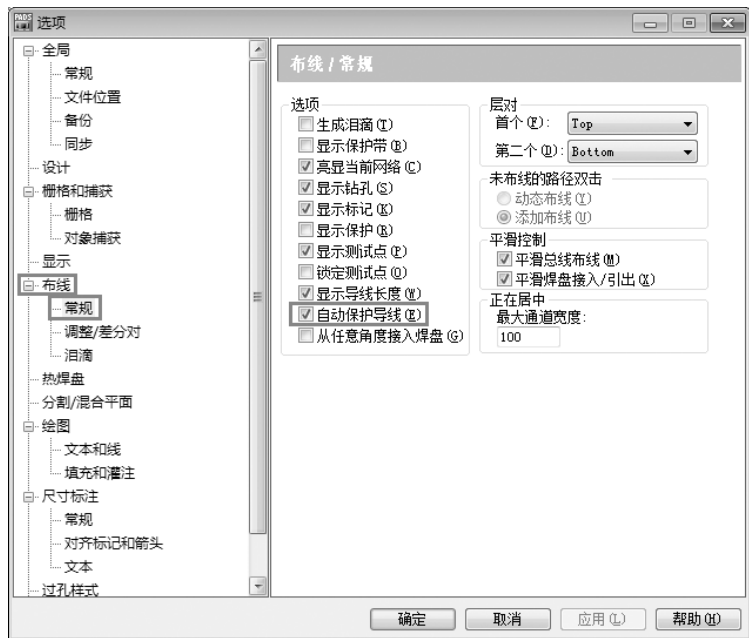 PADS
选项
全局
常规
文件位置
备份
同步
设计
栅格和捕获
栅格
对象捕获
显示
布线
常规
调整/差分对
泪滴
热焊盘
分割/混合平面
绘图
文本和线
填充和灌注
尺寸标注
常规
对齐标记和箭头
文本
过孔样式
布线 / 常规
选项
生成泪滴(T)
显示保护带(B)
亮显当前网络(C)
显示钻孔(S)
显示标记(K)
显示保护(R)
显示测试点(P)
锁定测试点(O)
显示导线长度(W)
自动保护导线(E)
从任意角度接入焊盘(G)
层对
首个(F): Top
第二个(D): Bottom
未布线的路径双击
动态布线(Y)
添加布线(U)
平滑控制
平滑总线布线(M)
平滑焊盘接入/引出(X)
正在居中
最大通道宽度:
100
确定
取消
应用(L)
帮助(H)